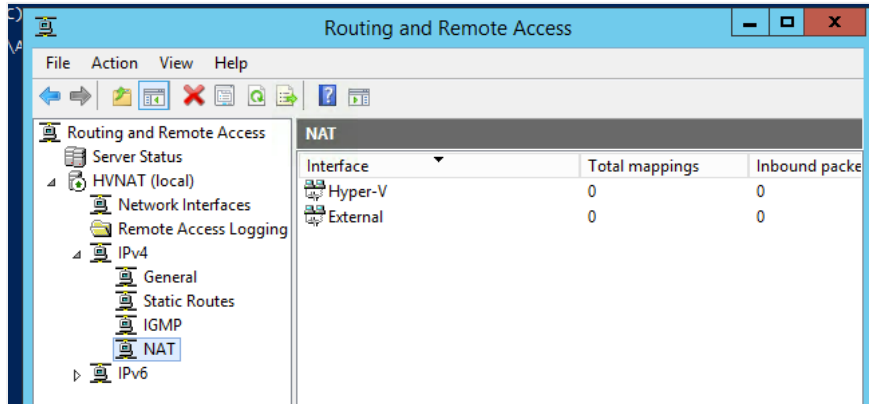 C)
\A
Routing and Remote Access
File Action View Help
Routing and Remote Access
Server Status
HVNAT (local)
Network Interfaces
Remote Access Logging
IPv4
General
Static Routes
IGMP
NAT
IPv6
NAT
Interface Total mappings Inbound packe
Hyper-V 0 0
External 0 0